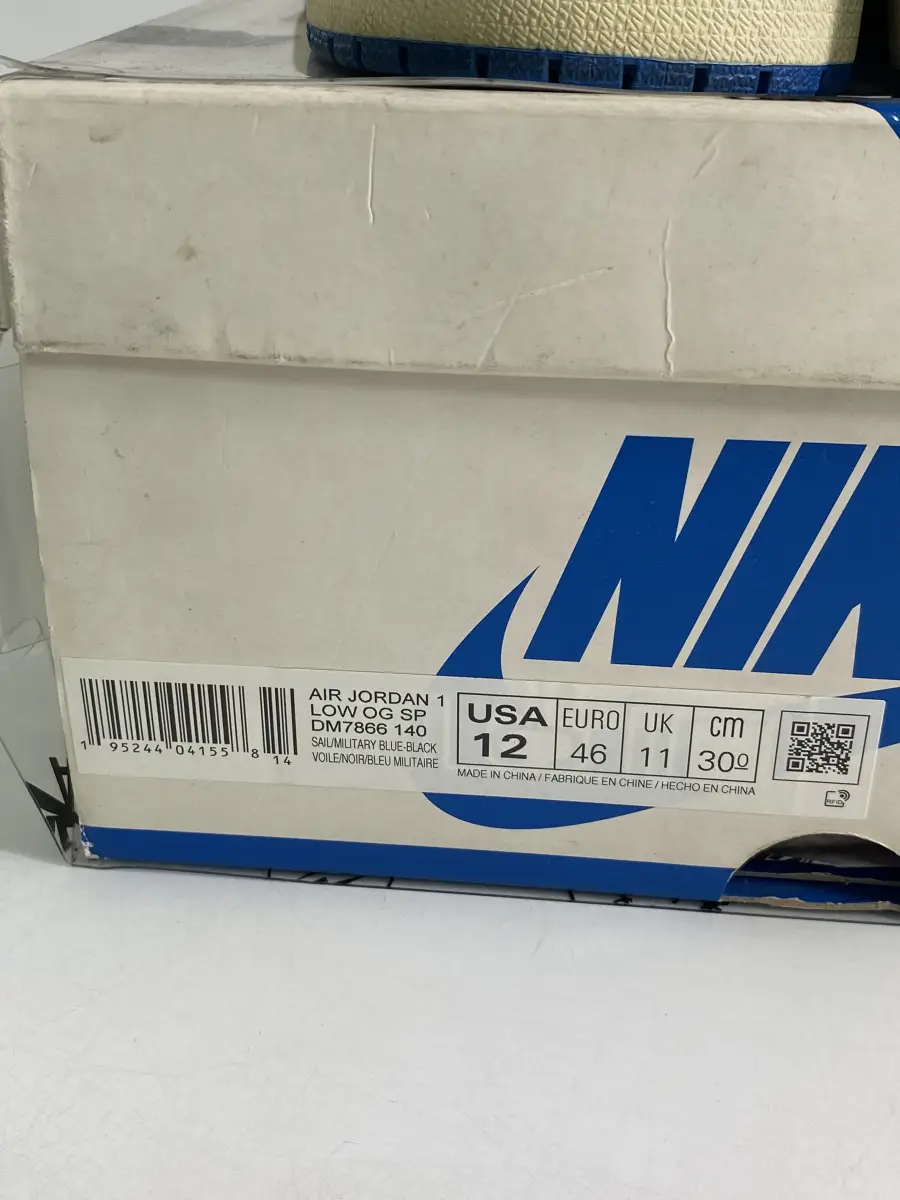 NIK
AIR JORDAN 1
LOW OG SP
DM7866 140
SAIL/MILITARY BLUE-BLACK
VOILE/NOIR/BLEU MILITAIRE
1 95244 04155 8 14
USA
12
EURO
46
UK
11
cm
30º
MADE IN CHINA / FABRIQUE EN CHINE / HECHO EN CHINA
RFID